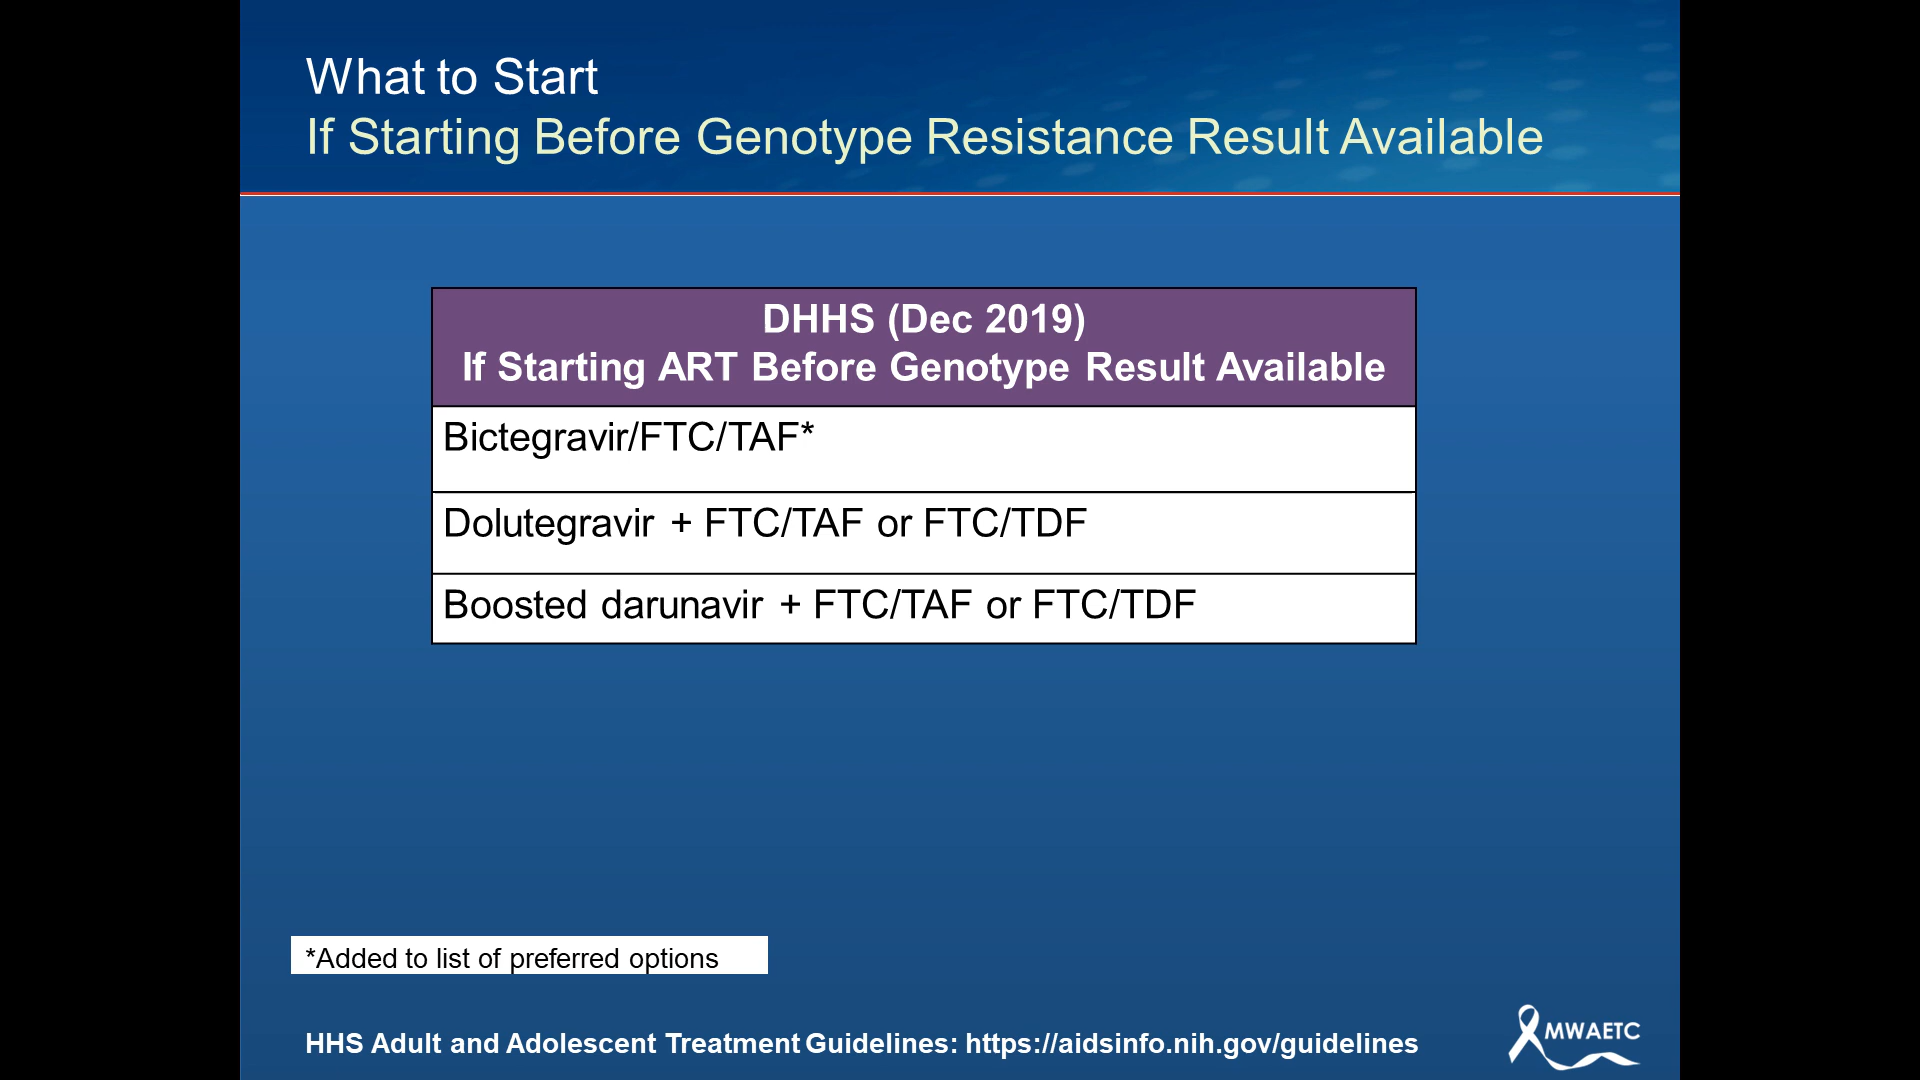 What to Start
If Starting Before Genotype Resistance Result Available
DHHS (Dec 2019)
If Starting ART Before Genotype Result Available
Bictegravir/FTC/TAF*
Dolutegravir + FTC/TAF or FTC/TDF
Boosted darunavir + FTC/TAF or FTC/TDF
*Added to list of preferred options
HHS Adult and Adolescent Treatment Guidelines: https://aidsinfo.nih.gov/guidelines
MWAETC